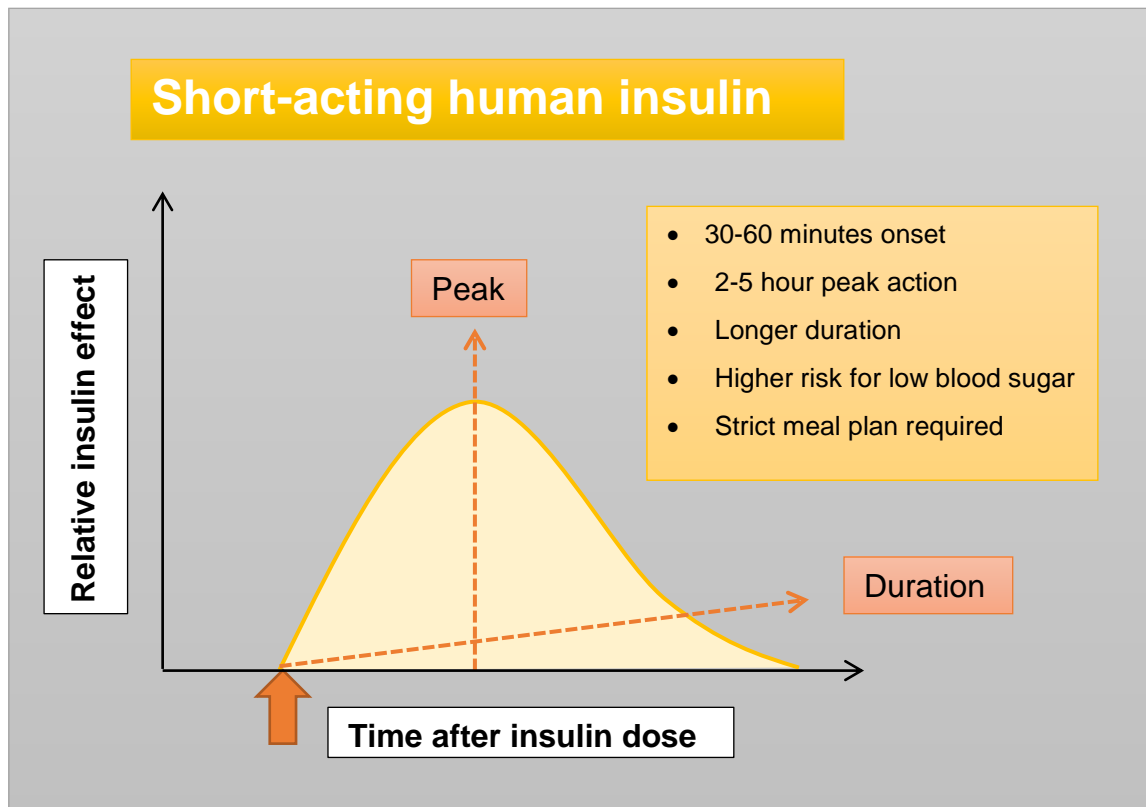 Short-acting human insulin
Relative insulin effect
Peak
• 30-60 minutes onset
• 2-5 hour peak action
• Longer duration
• Higher risk for low blood sugar
• Strict meal plan required
Duration
Time after insulin dose